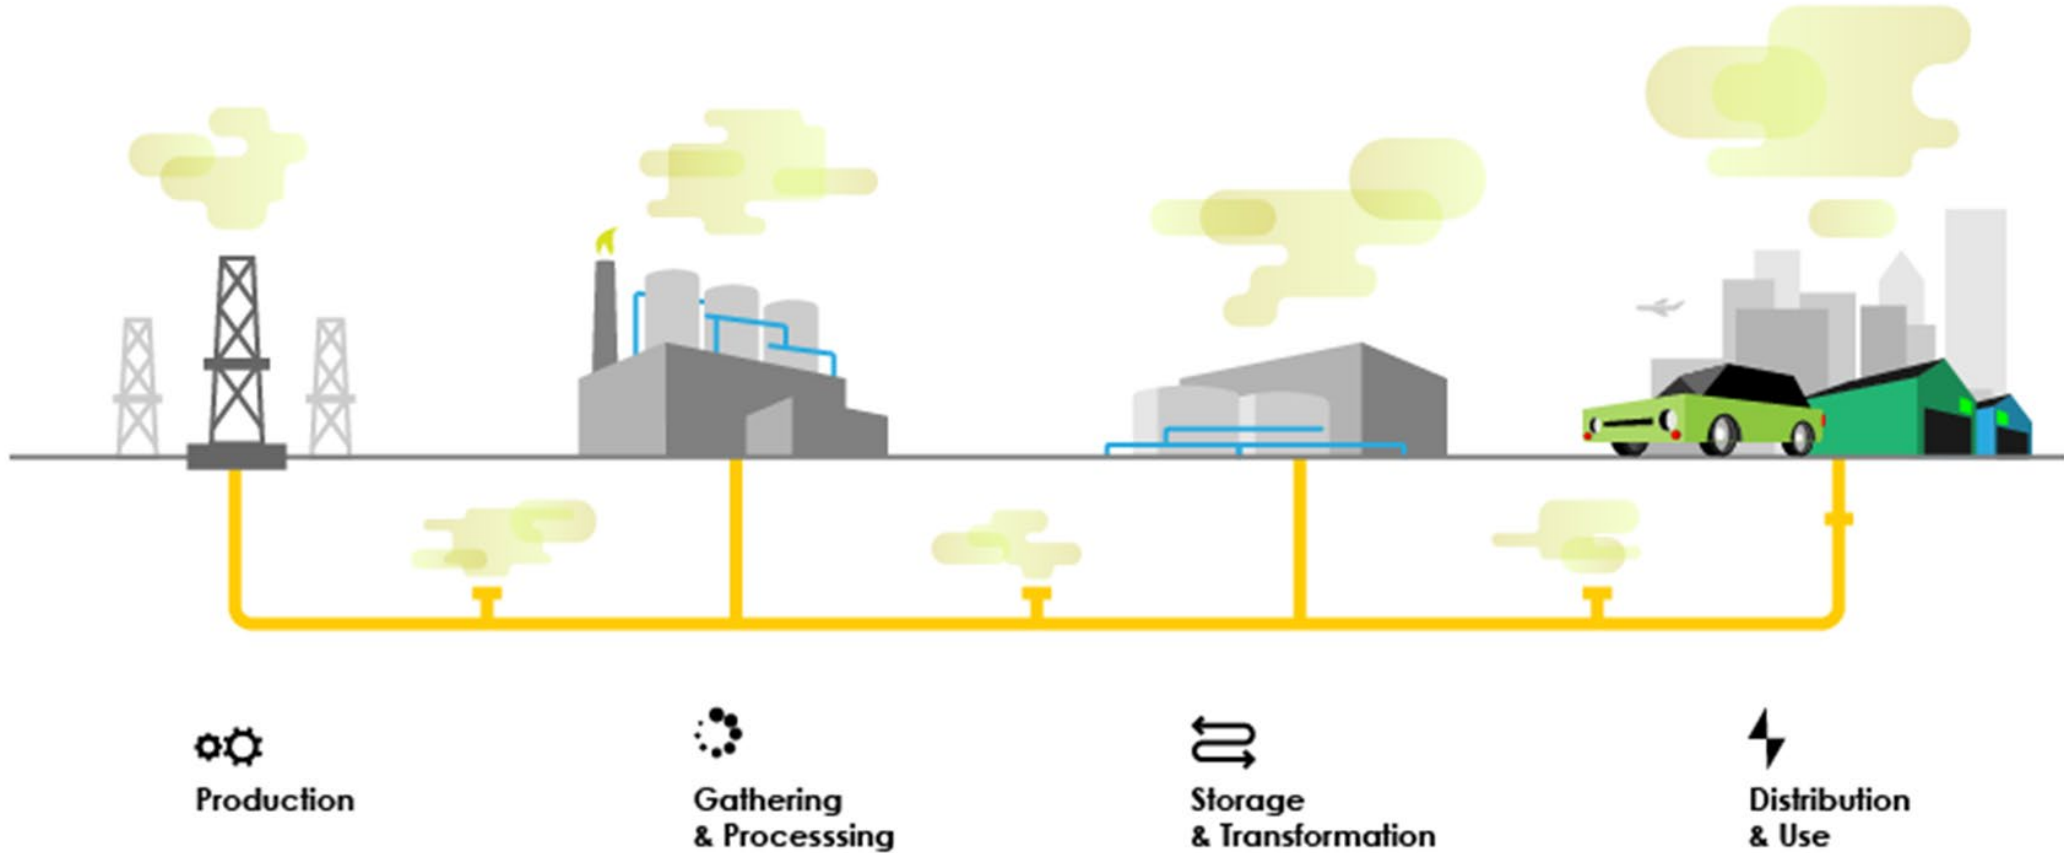 Production
Gathering
& Processsing
Storage
& Transformation
Distribution
& Use